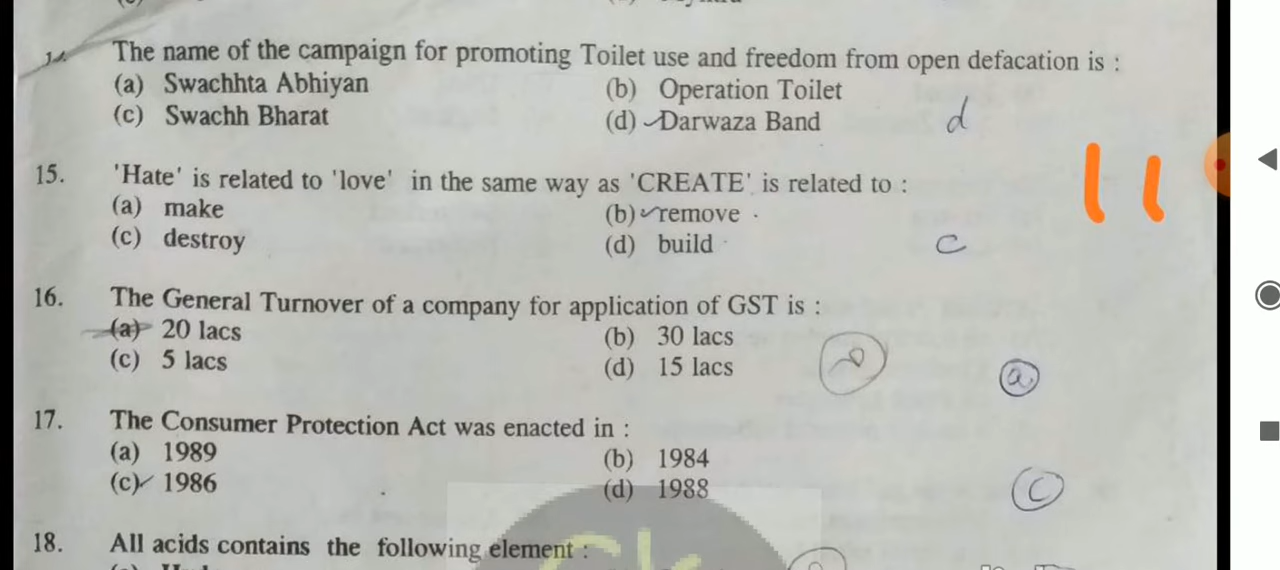 14. The name of the campaign for promoting Toilet use and freedom from open defacation is :
(a) Swachhta Abhiyan (b) Operation Toilet
(c) Swachh Bharat (d) Darwaza Band d
15. 'Hate' is related to 'love' in the same way as 'CREATE' is related to :
(a) make (b) remove
(c) destroy (d) build c
16. The General Turnover of a company for application of GST is :
(a) 20 lacs (b) 30 lacs
(c) 5 lacs (d) 15 lacs a
17. The Consumer Protection Act was enacted in :
(a) 1989 (b) 1984
(c) 1986 (d) 1988 C
18. All acids contains the following element :